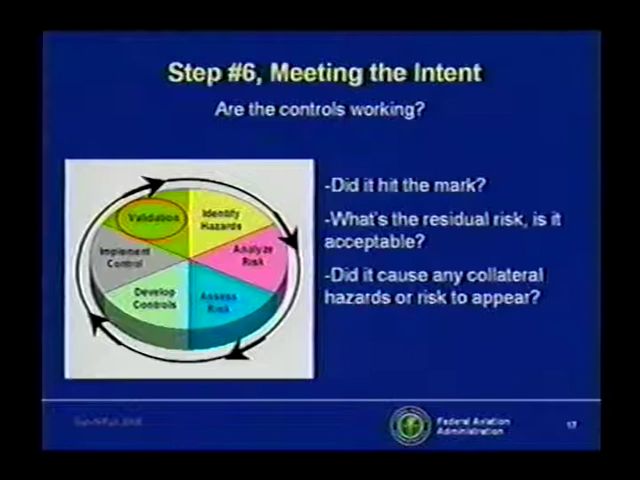 Step #6, Meeting the Intent
Are the controls working?
Validation
Identify
Hazards
Analyze
Risk
Assess
Risk
Develop
Controls
Implement
Control
-Did it hit the mark?
-What's the residual risk, is it
acceptable?
-Did it cause any collateral
hazards or risk to appear?
Federal Aviation
Administration
17